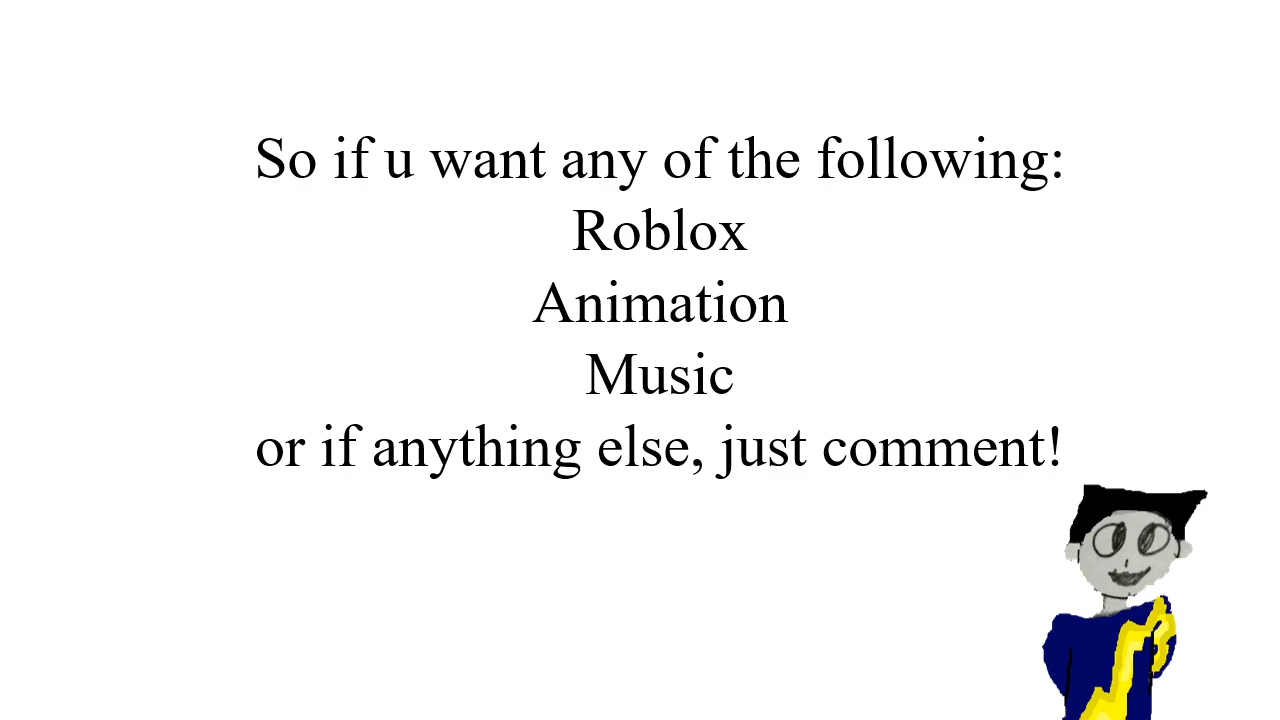 So if u want any of the following:
Roblox
Animation
Music
or if anything else, just comment!